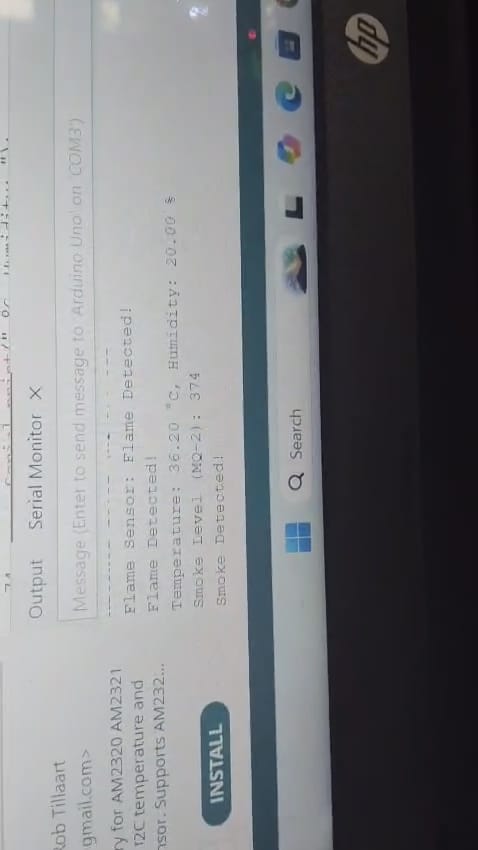 Output Serial Monitor X
Message (Enter to send message to 'Arduino Uno' on 'COM3')
Flame Sensor: Flame Detected!
Flame Detected!
Temperature: 36.20 °C, Humidity: 20.00 %
Smoke Level (MQ-2): 374
Smoke Detected!
Rob Tillaart
gmail.com>
ry for AM2320 AM2321
I2C temperature and
nsor. Supports AM232...
INSTALL
Search
hp